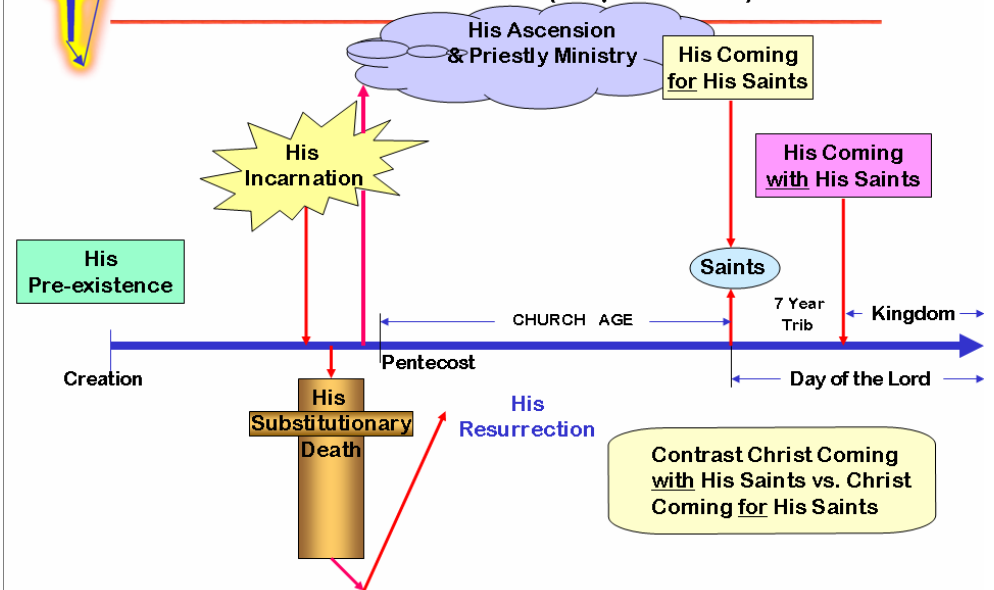 His Ascension
& Priestly Ministry
His Coming
for His Saints
His
Incarnation
His Coming
with His Saints
His
Pre-existence
Saints
7 Year
Trib
Kingdom
CHURCH AGE
Pentecost
Creation
Day of the Lord
His
Substitutionary
Death
His
Resurrection
Contrast Christ Coming
with His Saints vs. Christ
Coming for His Saints